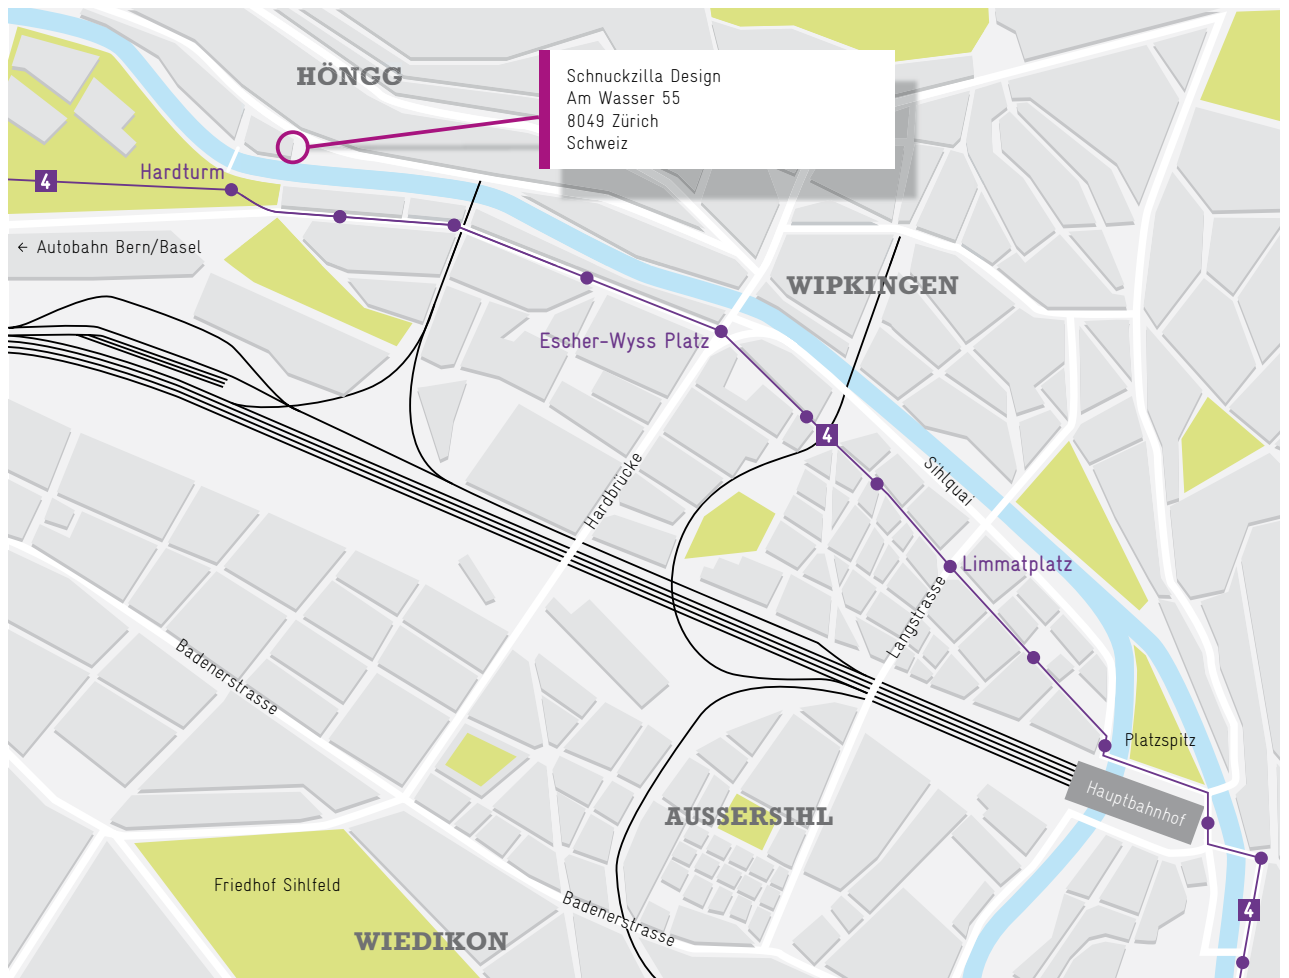 HÖNGG
Schnuckzilla Design
Am Wasser 55
8049 Zürich
Schweiz
Hardturm
4
← Autobahn Bern/Basel
WIPKINGEN
Escher-Wyss Platz
4
Sihlquai
Hardbrücke
Limmatplatz
Langstrasse
Badenerstrasse
Platzspitz
Hauptbahnhof
AUSSERSIHL
Friedhof Sihlfeld
Badenerstrasse
4
WIEDIKON